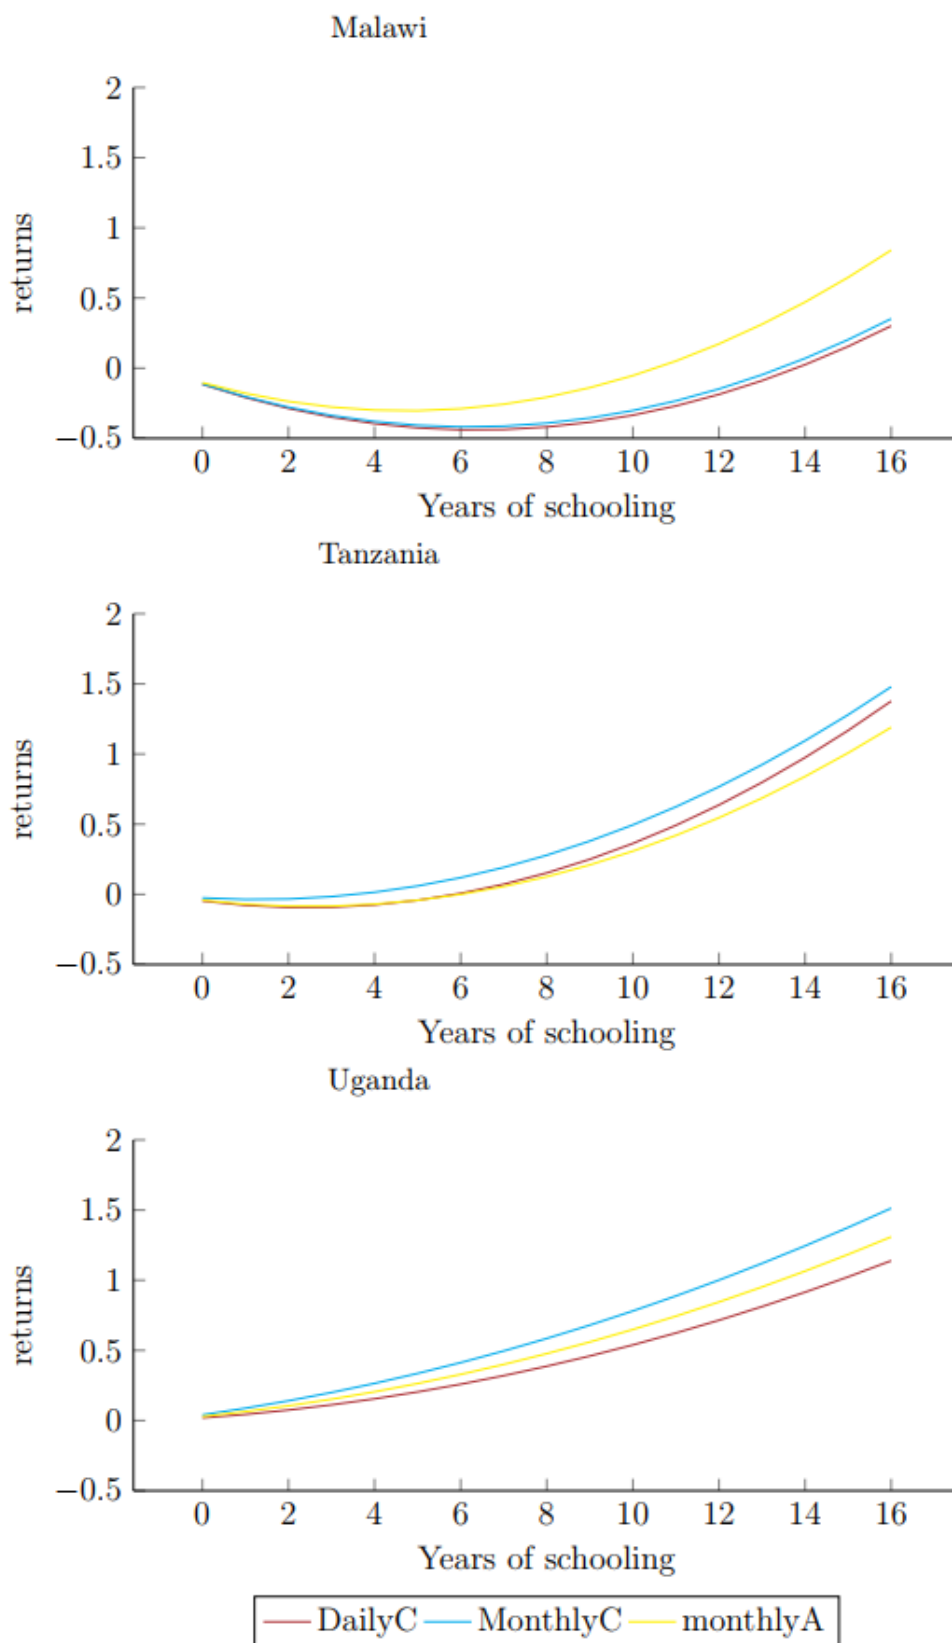 Malawi
2
1.5
1
0.5
0
−0.5
returns
0 2 4 6 8 10 12 14 16
Years of schooling
Tanzania
2
1.5
1
0.5
0
−0.5
returns
0 2 4 6 8 10 12 14 16
Years of schooling
Uganda
2
1.5
1
0.5
0
−0.5
returns
0 2 4 6 8 10 12 14 16
Years of schooling
DailyC MonthlyC monthlyA